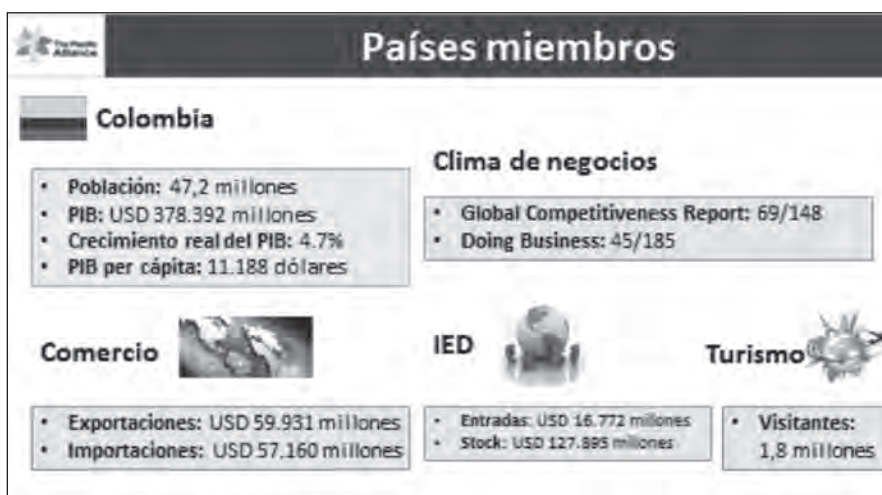 The Pacific
Alliance
Países miembros
Colombia
• Población: 47,2 millones
• PIB: USD 378.392 millones
• Crecimiento real del PIB: 4.7%
• PIB per cápita: 11.188 dólares
Clima de negocios
• Global Competitiveness Report: 69/148
• Doing Business: 45/185
Comercio
• Exportaciones: USD 59.931 millones
• Importaciones: USD 57.160 millones
IED
• Entradas: USD 16.772 millones
• Stock: USD 127.895 millones
Turismo
• Visitantes:
1,8 millones